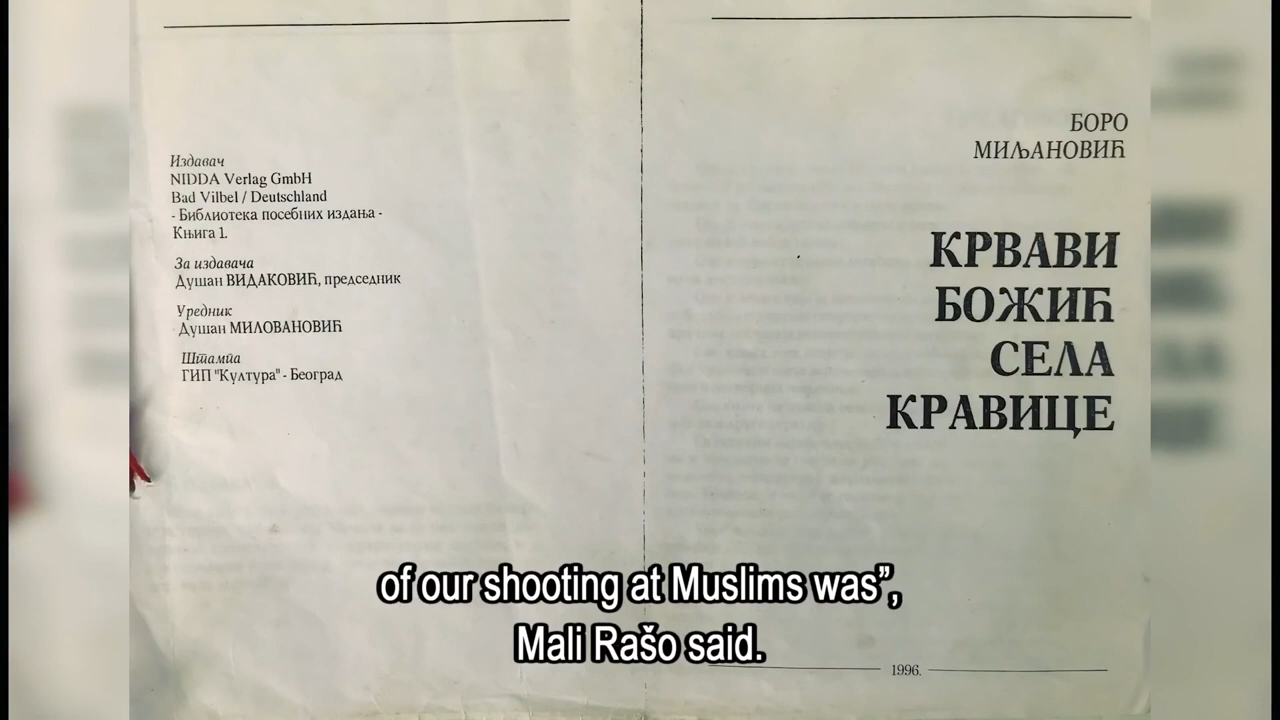 Издавач
NIDDA Verlag GmbH
Bad Vilbel / Deutschland
- Библиотека посебних издања -
Књига 1.
За издавача
Душан ВИДАКОВИЋ, председник
Уредник
Душан МИЛОВАНОВИЋ
Штампа
ГИП "Култура" - Београд
БОРО
МИЉАНОВИЋ
КРВАВИ
БОЖИЋ
СЕЛА
КРАВИЦЕ
1996.
of our shooting at Muslims was”,
Mali Rašo said.